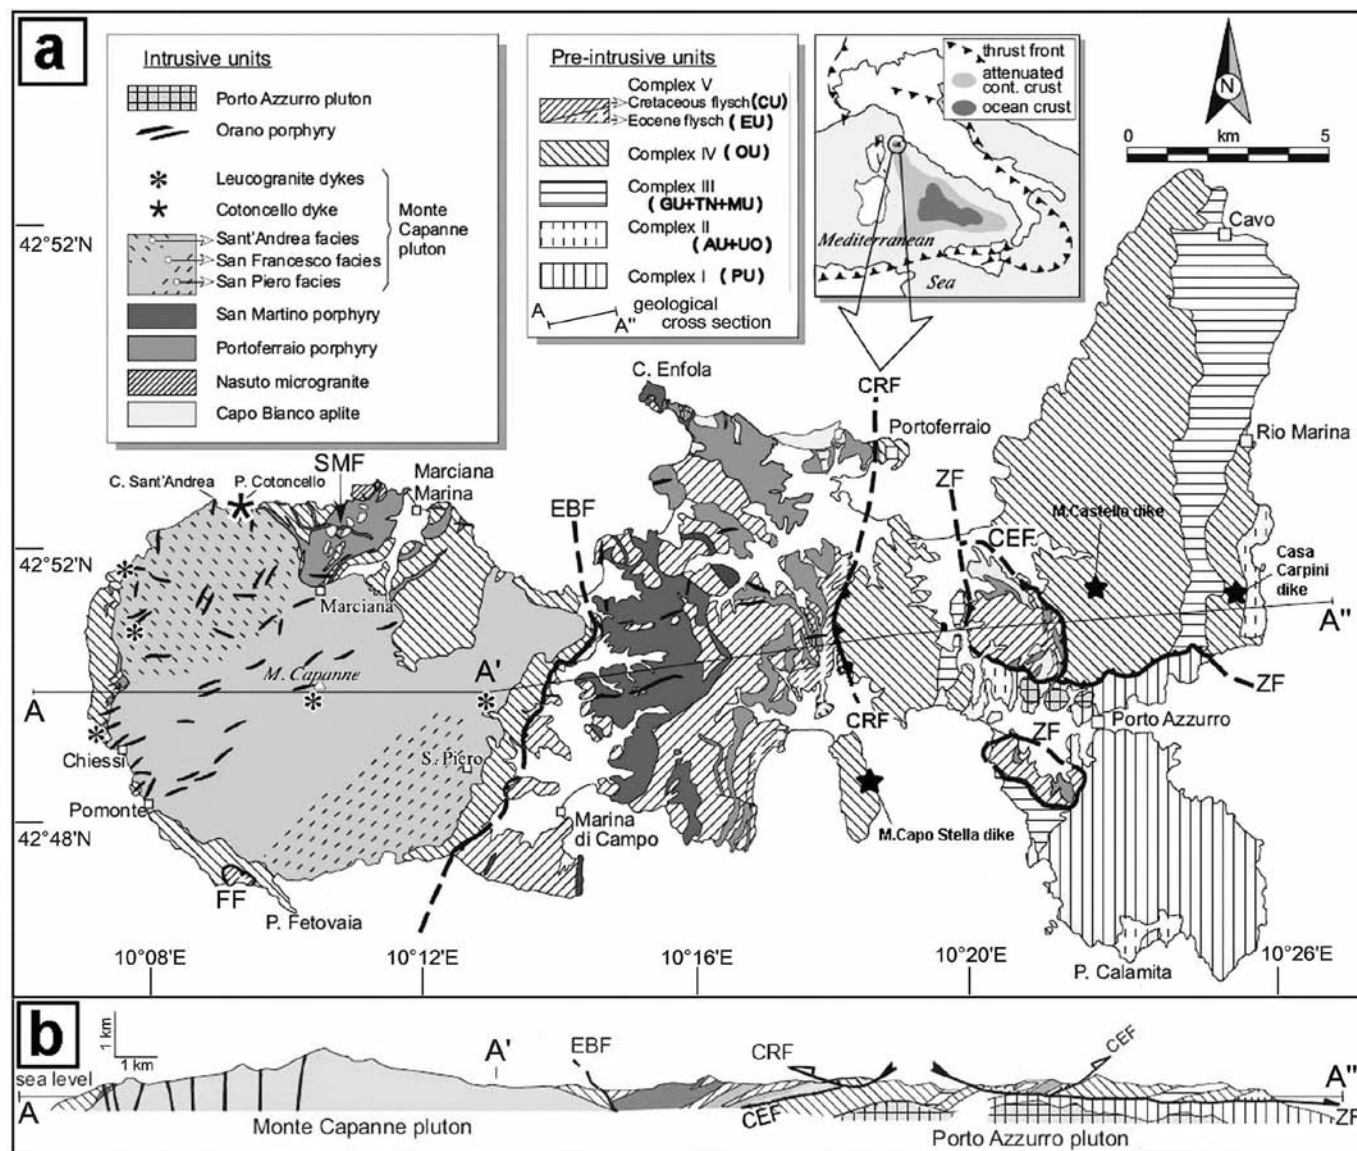 a
Intrusive units
Porto Azzurro pluton
Orano porphyry
Leucogranite dykes
Cotoncello dyke
Sant'Andrea facies
San Francesco facies
San Piero facies
Monte
Capanne
pluton
San Martino porphyry
Portoferraio porphyry
Nasuto microgranite
Capo Bianco aplite
Pre-intrusive units
Complex V
Cretaceous flysch (CU)
Eocene flysch (EU)
Complex IV (OU)
Complex III
(GU+TN+MU)
Complex II
(AU+UO)
Complex I (PU)
A
A"
geological
cross section
thrust front
attenuated
cont. crust
ocean crust
Mediterranean
Sea
N
0 5
km
42°52'N
42°52'N
42°48'N
C. Enfola
CRF
Portoferraio
Cavo
Rio Marina
SMF
C. Sant'Andrea
P. Cotoncello
Marciana
Marina
EBF
ZF
CEF
M.Castello dike
Casa
Carpini
dike
Marciana
M. Capanne
A'
A
A"
ZF
CRF
ZF
Porto Azzurro
Chiessi
S. Piero
Pomonte
Marina
di Campo
M.Capo Stella dike
FF
P. Fetovaia
P. Calamita
10°08'E
10°12'E
10°16'E
10°20'E
10°26'E
b
1 km
1 km
sea level
A
A'
EBF
CRF
CEF
CEF
A"
ZF
Monte Capanne pluton
Porto Azzurro pluton